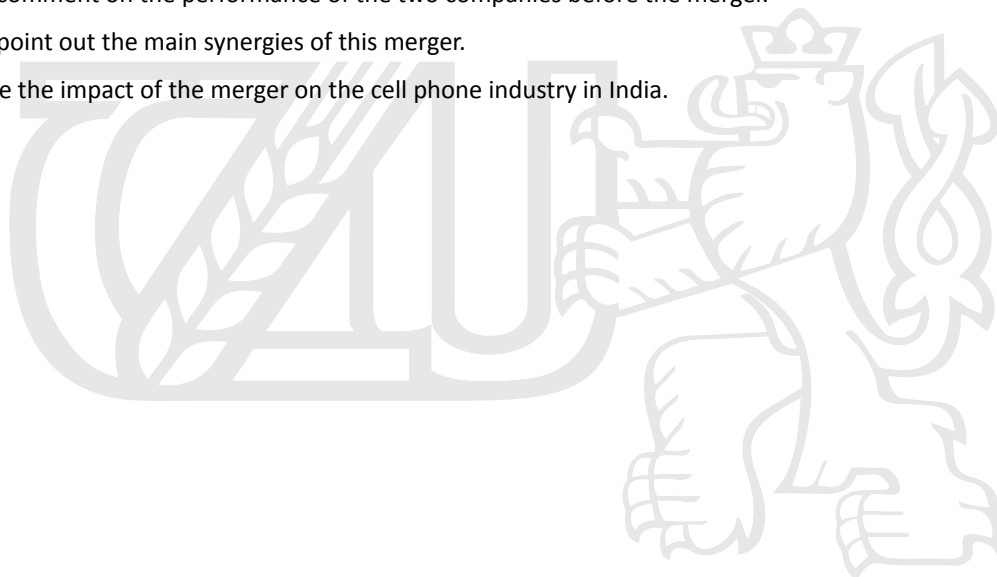 comment on the performance of the two companies before the merger.
point out the main synergies of this merger.
e the impact of the merger on the cell phone industry in India.